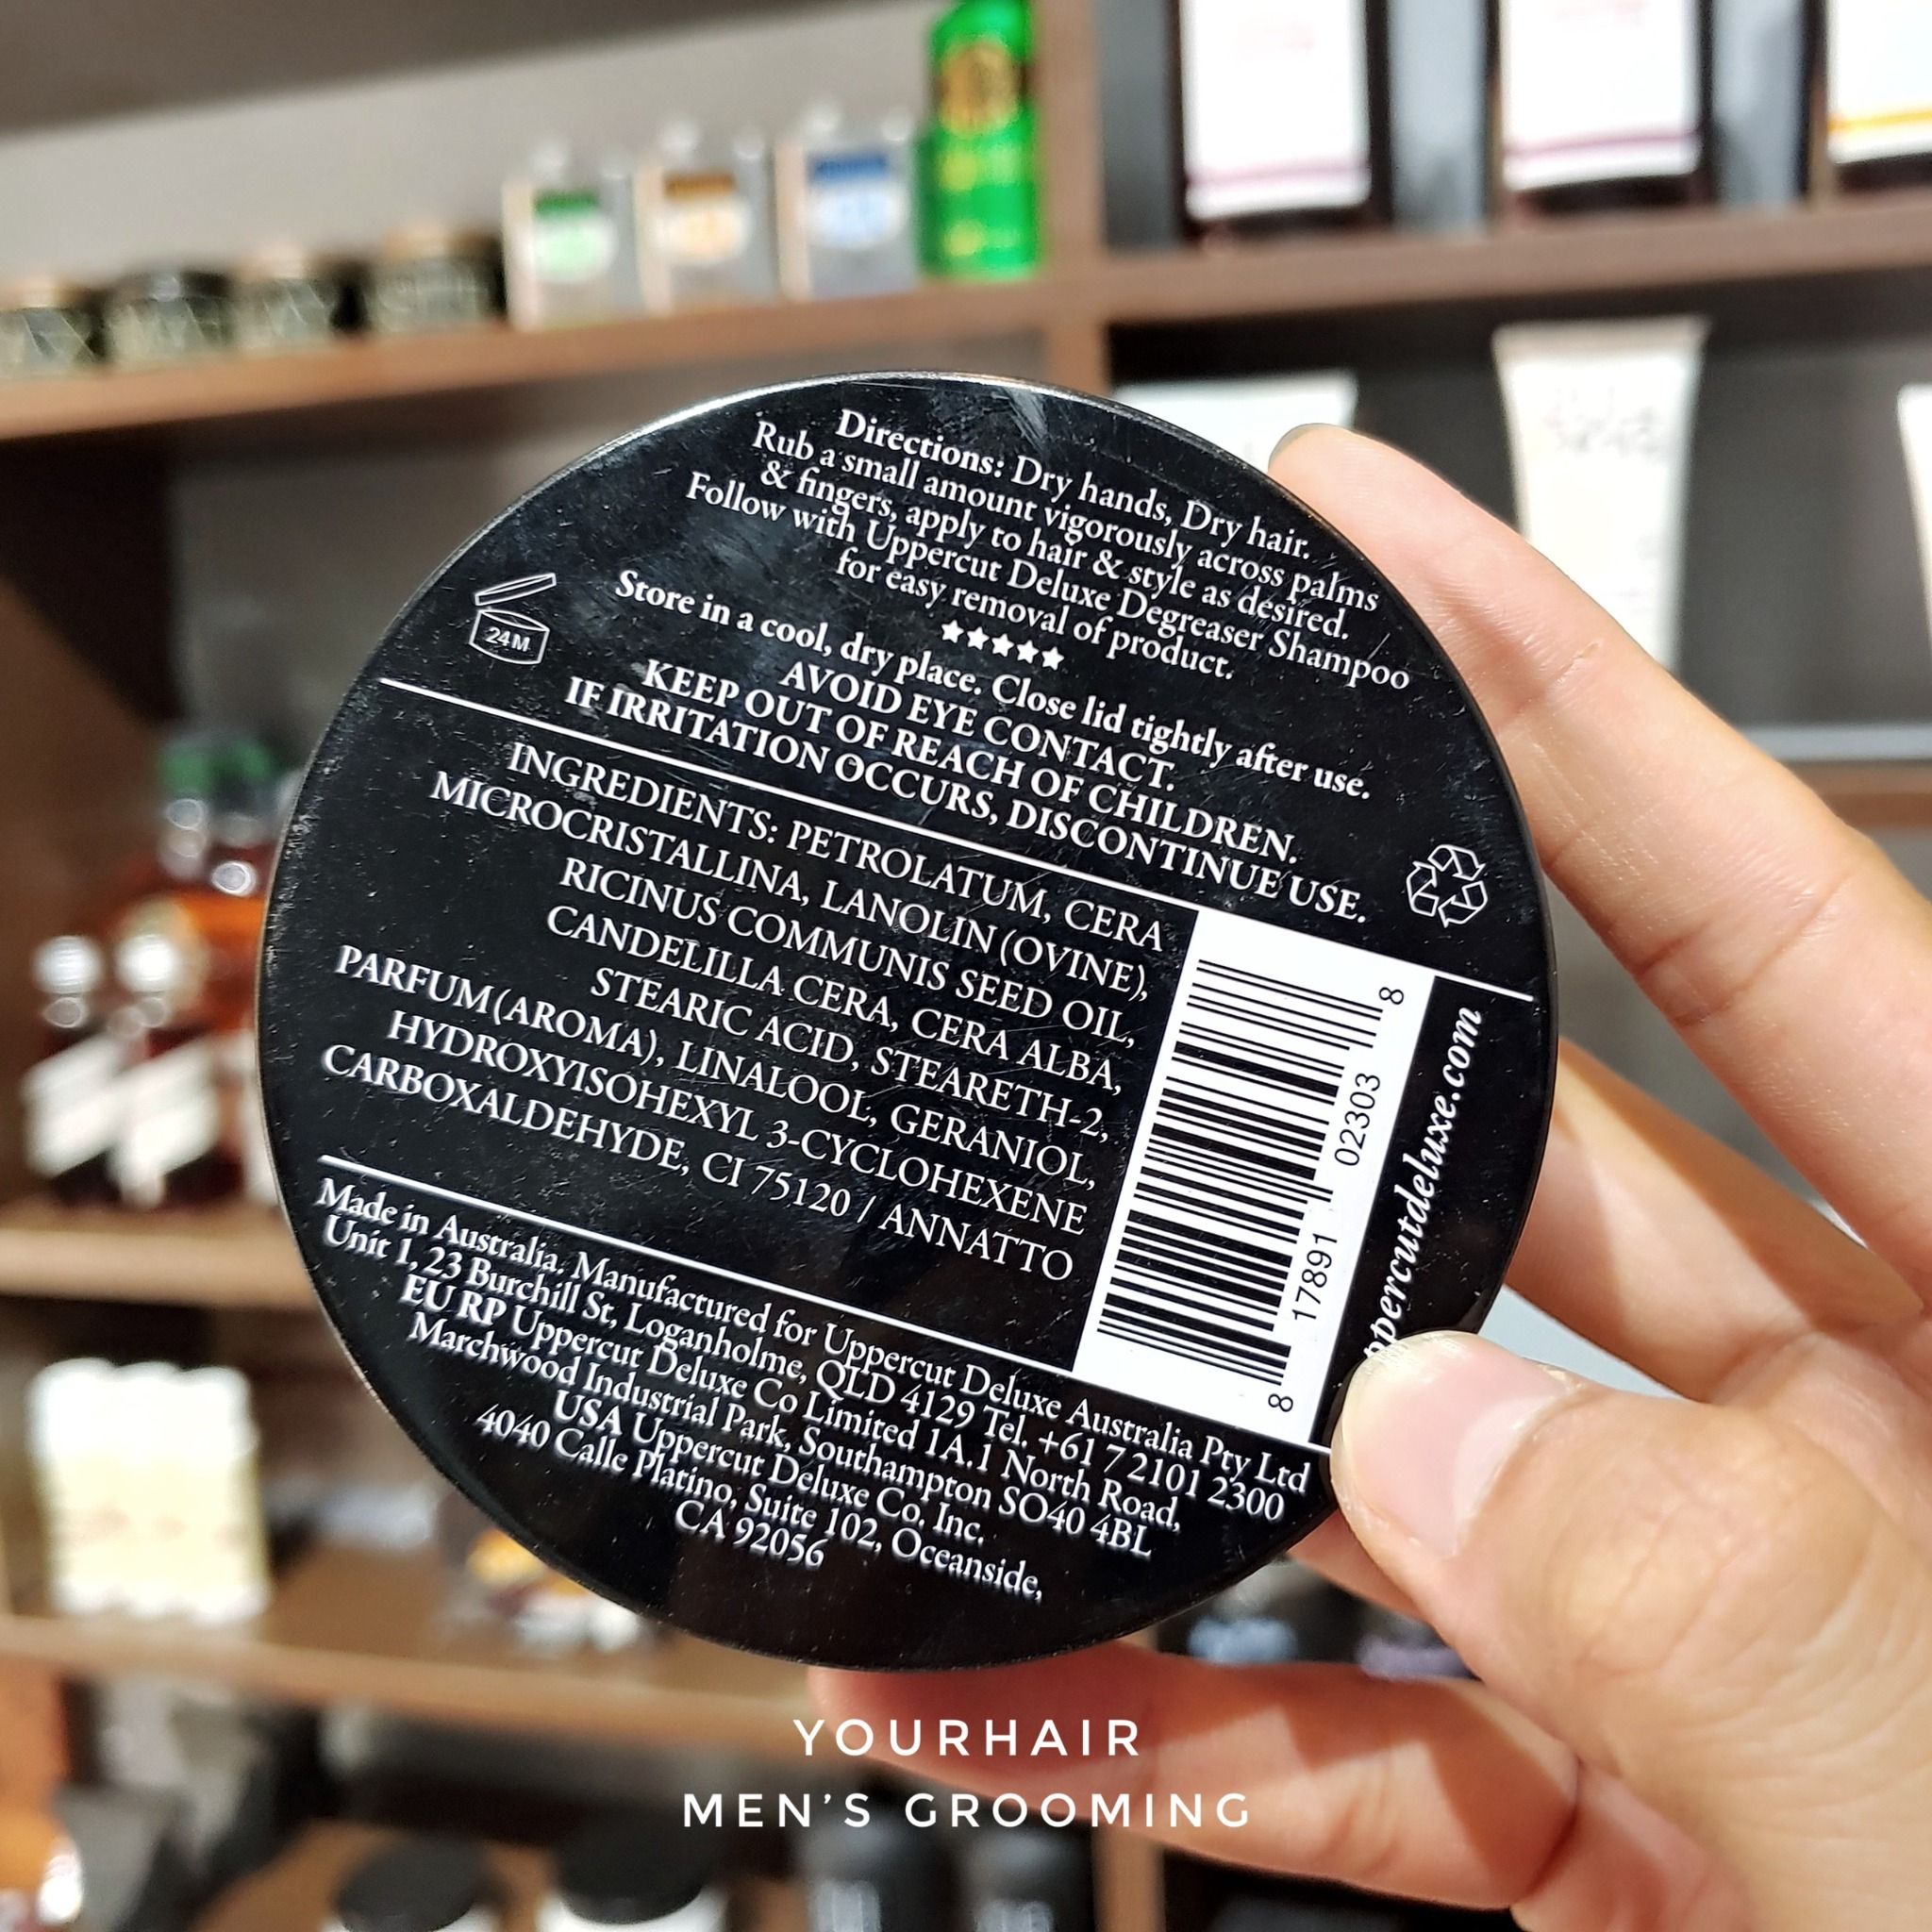 Directions: Dry hands, Dry hair.
Rub a small amount vigorously across palms
& fingers, apply to hair & style as desired.
Follow with Uppercut Deluxe Degreaser Shampoo
for easy removal of product.
★★★★★
Store in a cool, dry place. Close lid tightly after use.
AVOID EYE CONTACT.
KEEP OUT OF REACH OF CHILDREN.
IF IRRITATION OCCURS, DISCONTINUE USE.
24M
INGREDIENTS: PETROLATUM, CERA
MICROCRISTALLINA, LANOLIN (OVINE),
RICINUS COMMUNIS SEED OIL,
CANDELILLA CERA, CERA ALBA,
STEARIC ACID, STEARETH-2,
PARFUM (AROMA), LINALOOL, GERANIOL,
HYDROXYISOHEXYL 3-CYCLOHEXENE
CARBOXALDEHYDE, CI 75120 / ANNATTO
8 17891 02303 8
ppercutdeluxe.com
Made in Australia. Manufactured for Uppercut Deluxe Australia Pty Ltd
Unit 1, 23 Burchill St, Loganholme, QLD 4129 Tel. +61 7 2101 2300
EU RP Uppercut Deluxe Co Limited 1A.1 North Road,
Marchwood Industrial Park, Southampton SO40 4BL
USA Uppercut Deluxe Co. Inc.
4040 Calle Platino, Suite 102, Oceanside,
CA 92056
YOURHAIR
MEN'S GROOMING